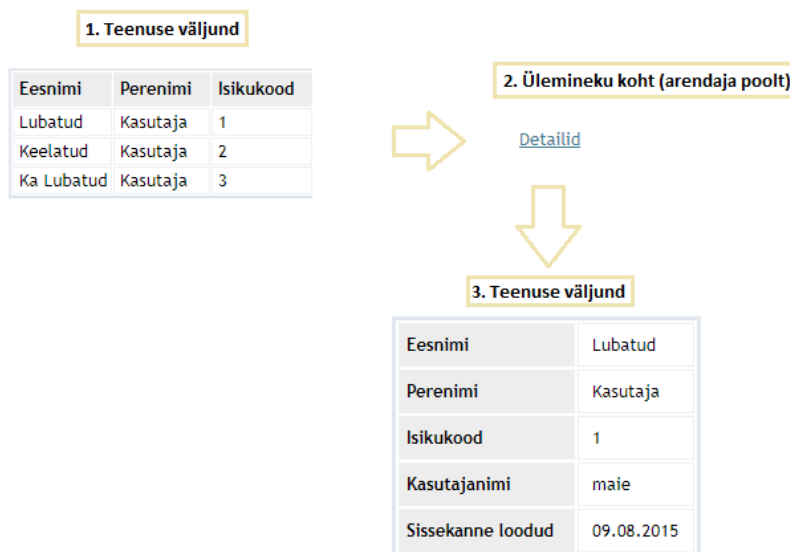 1. Teenuse väljund
Eesnimi Perenimi Isikukood
Lubatud Kasutaja 1
Keelatud Kasutaja 2
Ka Lubatud Kasutaja 3
2. Ülemineku koht (arendaja poolt)
Detailid
3. Teenuse väljund
Eesnimi Lubatud
Perenimi Kasutaja
Isikukood 1
Kasutajanimi maie
Sissekanne loodud 09.08.2015